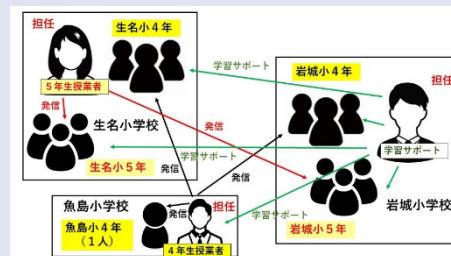 担任
生名小4年
5年生授業者
発信
生名小学校
生名小5年
学習サポート
発信
学習サポート
発信
岩城小4年
担任
学習サポート
岩城小学校
岩城小5年
魚島小学校
発信
担任
学習サポート
魚島小4年
(1人)
4年生授業者
発信